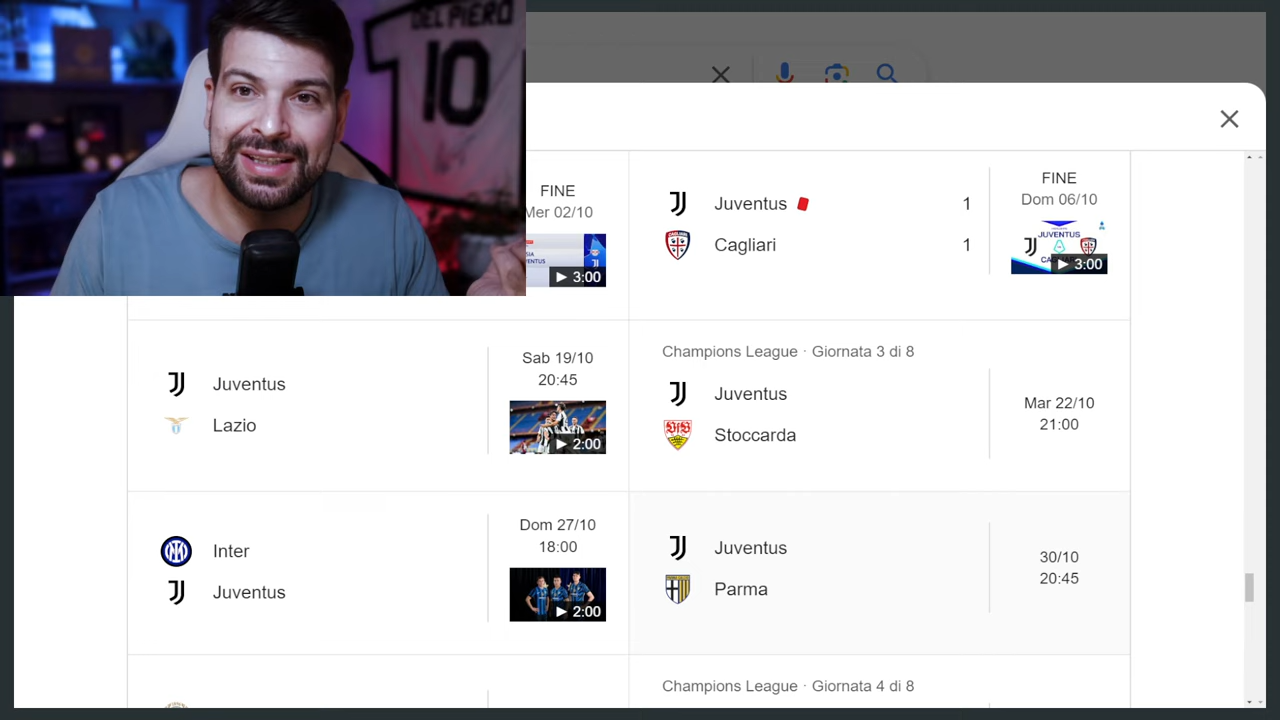 DEL PIERO
10
FINE
Mer 02/10
3:00
Juventus
1
Cagliari
1
FINE
Dom 06/10
JUVENTUS
3:00
Juventus
Lazio
Sab 19/10
20:45
2:00
Champions League · Giornata 3 di 8
Juventus
Stoccarda
Mar 22/10
21:00
Inter
Juventus
Dom 27/10
18:00
2:00
Juventus
Parma
30/10
20:45
Champions League · Giornata 4 di 8